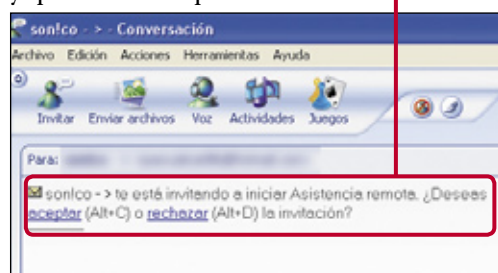 son!co - > - Conversación
Archivo Edición Acciones Herramientas Ayuda
Invitar Enviar archivos Voz Actividades Juegos
Para:
son!co - > te está invitando a iniciar Asistencia remota. ¿Deseas
aceptar (Alt+C) o rechazar (Alt+D) la invitación?